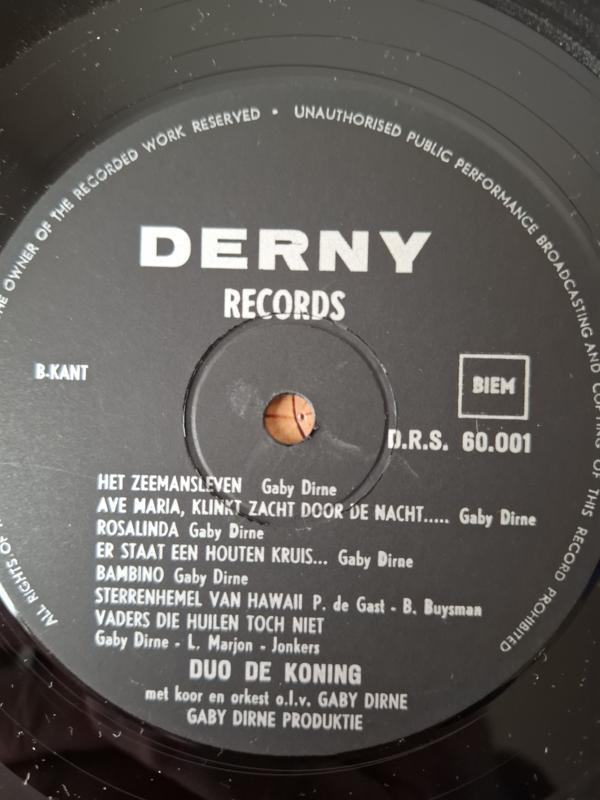 ALL RIGHTS OF
THE OWNER OF THE RECORDED WORK RESERVED • UNAUTHORISED PUBLIC PERFORMANCE BROADCASTING AND COPYING OF THIS RECORD PROHIBITED
DERNY
RECORDS
B-KANT
BIEM
D.R.S. 60.001
HET ZEEMANSLEVEN Gaby Dirne
AVE MARIA, KLINKT ZACHT DOOR DE NACHT..... Gaby Dirne
ROSALINDA Gaby Dirne
ER STAAT EEN HOUTEN KRUIS... Gaby Dirne
BAMBINO Gaby Dirne
STERRENHEMEL VAN HAWAII P. de Gast - B. Buysman
VADERS DIE HUILEN TOCH NIET
Gaby Dirne - L. Marjon - Jonkers
DUO DE KONING
met koor en orkest o.l.v. GABY DIRNE
GABY DIRNE PRODUKTIE